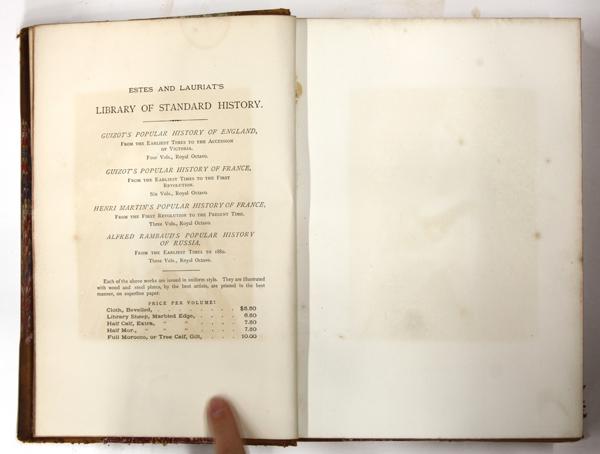 ESTES AND LAURIAT'S
LIBRARY OF STANDARD HISTORY.
GUIZOT'S POPULAR HISTORY OF ENGLAND,
FROM THE EARLIEST TIMES TO THE ACCESSION
OF VICTORIA.
Four Vols., Royal Octavo.
GUIZOT'S POPULAR HISTORY OF FRANCE,
FROM THE EARLIEST TIMES TO THE FIRST
REVOLUTION.
Six Vols., Royal Octavo.
HENRI MARTIN'S POPULAR HISTORY OF FRANCE,
FROM THE FIRST REVOLUTION TO THE PRESENT TIME.
Three Vols., Royal Octavo.
ALFRED RAMBAUD'S POPULAR HISTORY
OF RUSSIA,
FROM THE EARLIEST TIMES TO 1882.
Three Vols., Royal Octavo.
Each of the above works are issued in uniform style. They are illustrated
with wood and steel plates, by the best artists, are printed in the best
manner, on superfine paper.
PRICE PER VOLUME:
Cloth, Bevelled, . . . . . . . . . $5.50
Library Sheep, Marbled Edge, . . . . 6.50
Half Calf, Extra, " " . . . . 7.50
Half Mor., " " " . . . . 7.50
Full Morocco, or Tree Calf, Gilt, . . . 10.00